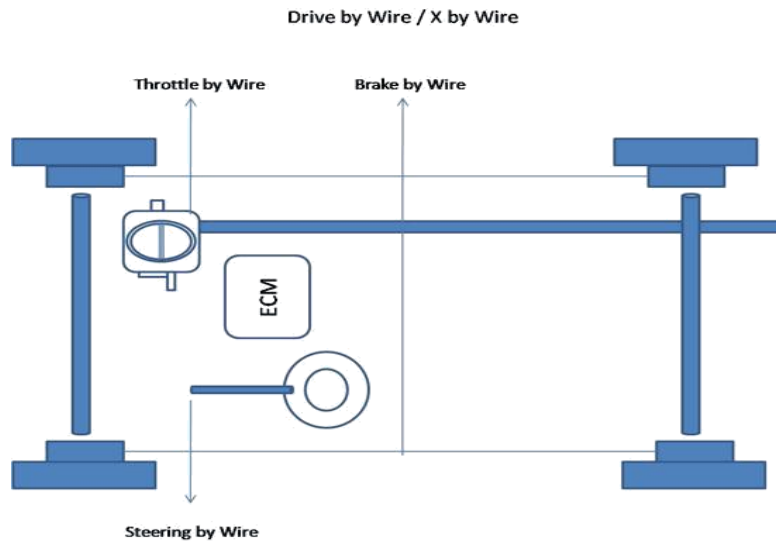 Drive by Wire / X by Wire
Throttle by Wire
Brake by Wire
ECM
Steering by Wire